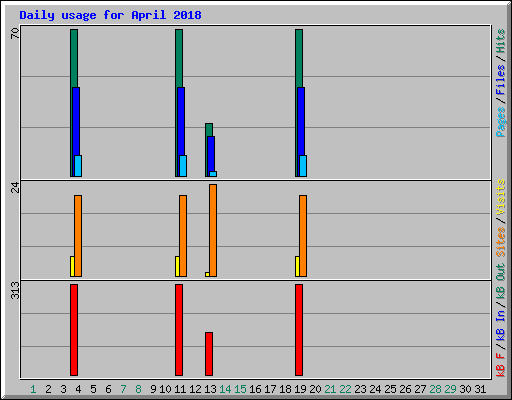 Daily usage for April 2018
70
24
313
Pages / Files / Hits
Sites / Visits
kB F / kB In / kB Out
1 2 3 4 5 6 7 8 9 10 11 12 13 14 15 16 17 18 19 20 21 22 23 24 25 26 27 28 29 30 31